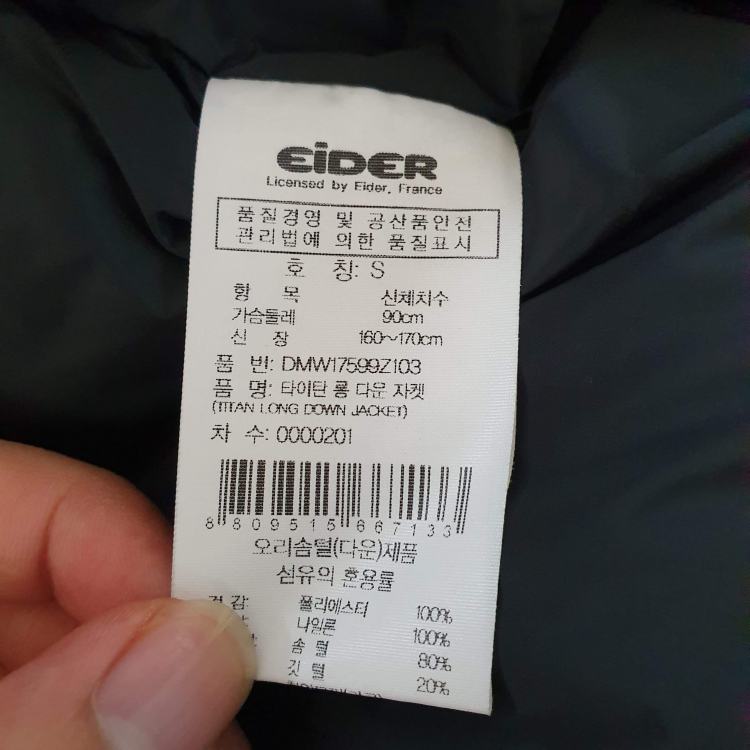 EiDER
Licensed by Eider, France
품질경영 및 공산품안전
관리법에 의한 품질표시
호 칭: S
항 목 신체치수
가슴둘레 90cm
신 장 160~170cm
품 번: DMW17599Z103
품 명: 타이탄 롱 다운 자켓
(TITAN LONG DOWN JACKET)
차 수: 0000201
8 809515 667133
오리솜털(다운)제품
섬유의 혼용률
겉 감: 폴리에스터 100%
나일론 100%
솜 털 80%
깃 털 20%